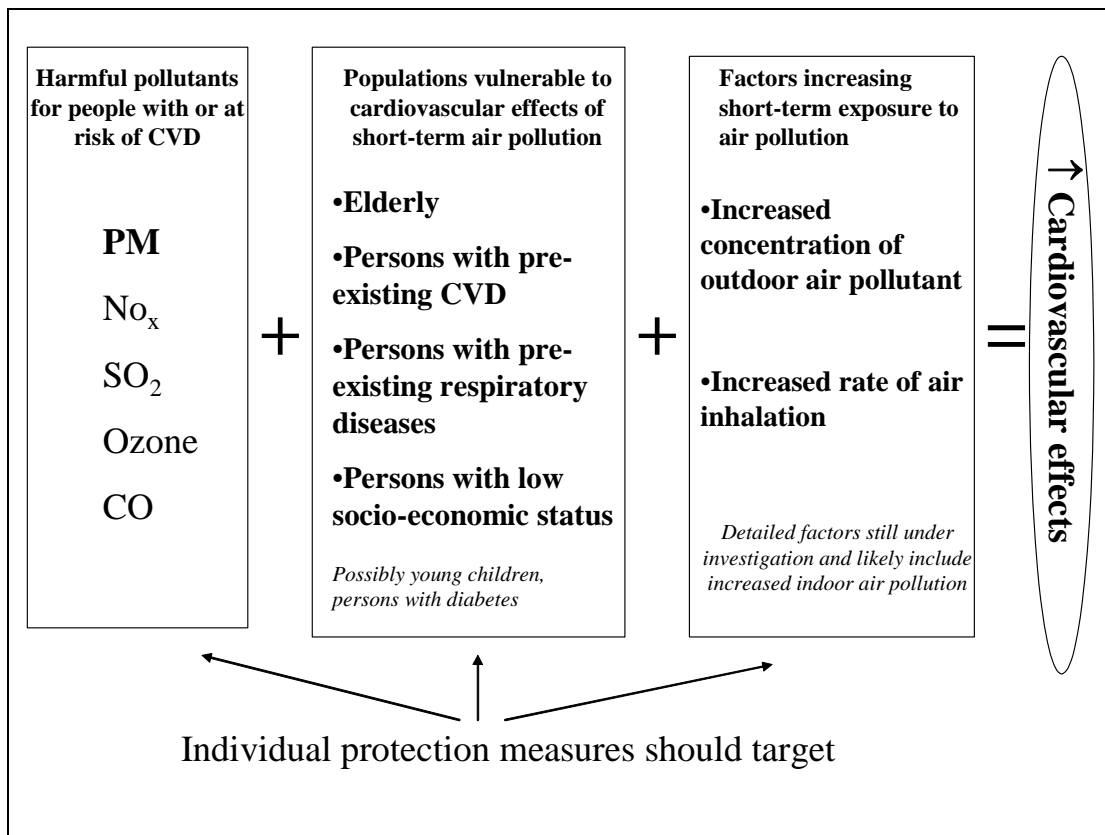 Harmful pollutants
for people with or at
risk of CVD
PM
No_x
SO_2
Ozone
CO
+
Populations vulnerable to
cardiovascular effects of
short-term air pollution
•Elderly
•Persons with pre-
existing CVD
•Persons with pre-
existing respiratory
diseases
•Persons with low
socio-economic status
Possibly young children,
persons with diabetes
+
Factors increasing
short-term exposure to
air pollution
•Increased
concentration of
outdoor air pollutant
•Increased rate of air
inhalation
Detailed factors still under
investigation and likely include
increased indoor air pollution
=
↑ Cardiovascular effects
Individual protection measures should target